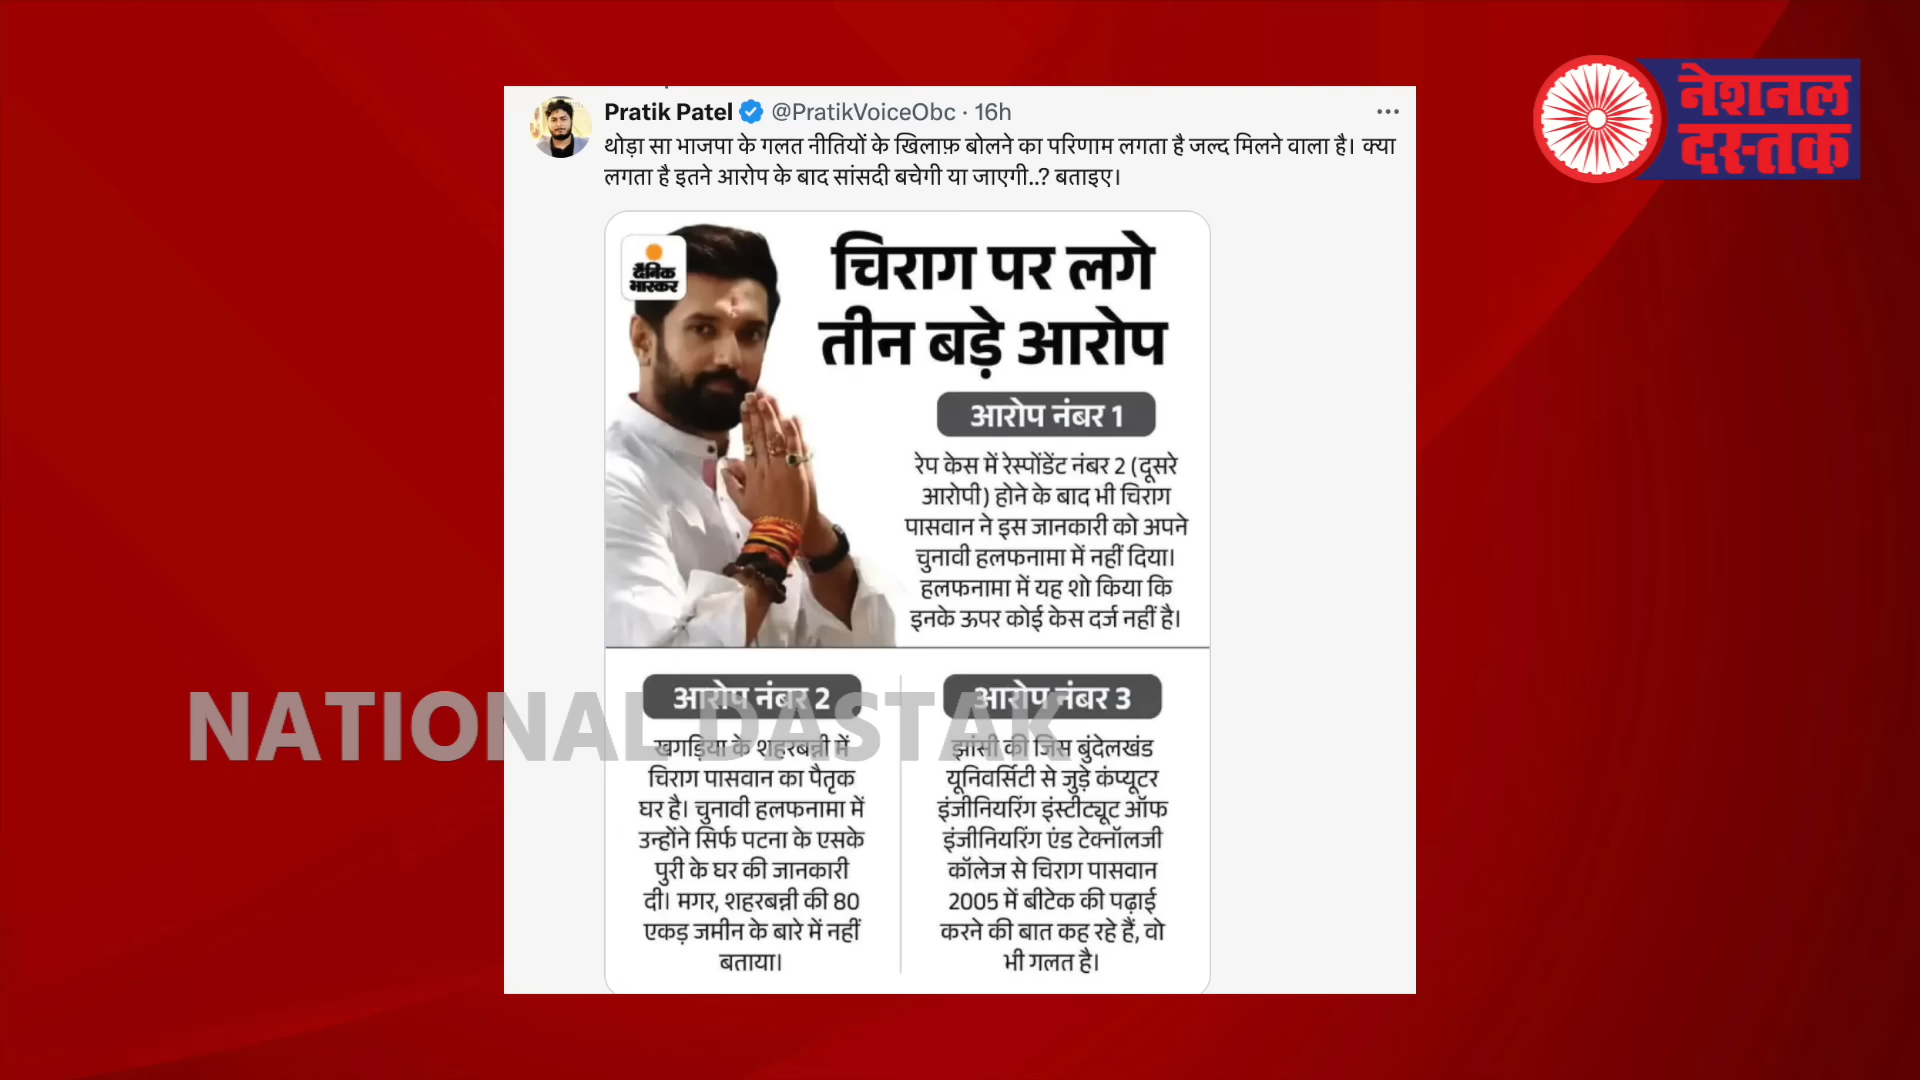 नेशनल
दस्तक
Pratik Patel @PratikVoiceObc · 16h
थोड़ा सा भाजपा के गलत नीतियों के खिलाफ़ बोलने का परिणाम लगता है जल्द मिलने वाला है। क्या
लगता है इतने आरोप के बाद सांसदी बचेगी या जाएगी..? बताइए।
दैनिक
भास्कर
चिराग पर लगे
तीन बड़े आरोप
आरोप नंबर 1
रेप केस में रेस्पोंडेंट नंबर 2 (दूसरे
आरोपी) होने के बाद भी चिराग
पासवान ने इस जानकारी को अपने
चुनावी हलफनामा में नहीं दिया।
हलफनामा में यह शो किया कि
इनके ऊपर कोई केस दर्ज नहीं है।
आरोप नंबर 2
खगड़िया के शहरबन्नी में
चिराग पासवान का पैतृक
घर है। चुनावी हलफनामा में
उन्होंने सिर्फ पटना के एसके
पुरी के घर की जानकारी
दी। मगर, शहरबन्नी की 80
एकड़ जमीन के बारे में नहीं
बताया।
आरोप नंबर 3
झांसी की जिस बुंदेलखंड
यूनिवर्सिटी से जुड़े कंप्यूटर
इंजीनियरिंग इंस्टीट्यूट ऑफ
इंजीनियरिंग एंड टेक्नॉलजी
कॉलेज से चिराग पासवान
2005 में बीटेक की पढ़ाई
करने की बात कह रहे हैं, वो
भी गलत है।
NATIONAL DASTAK